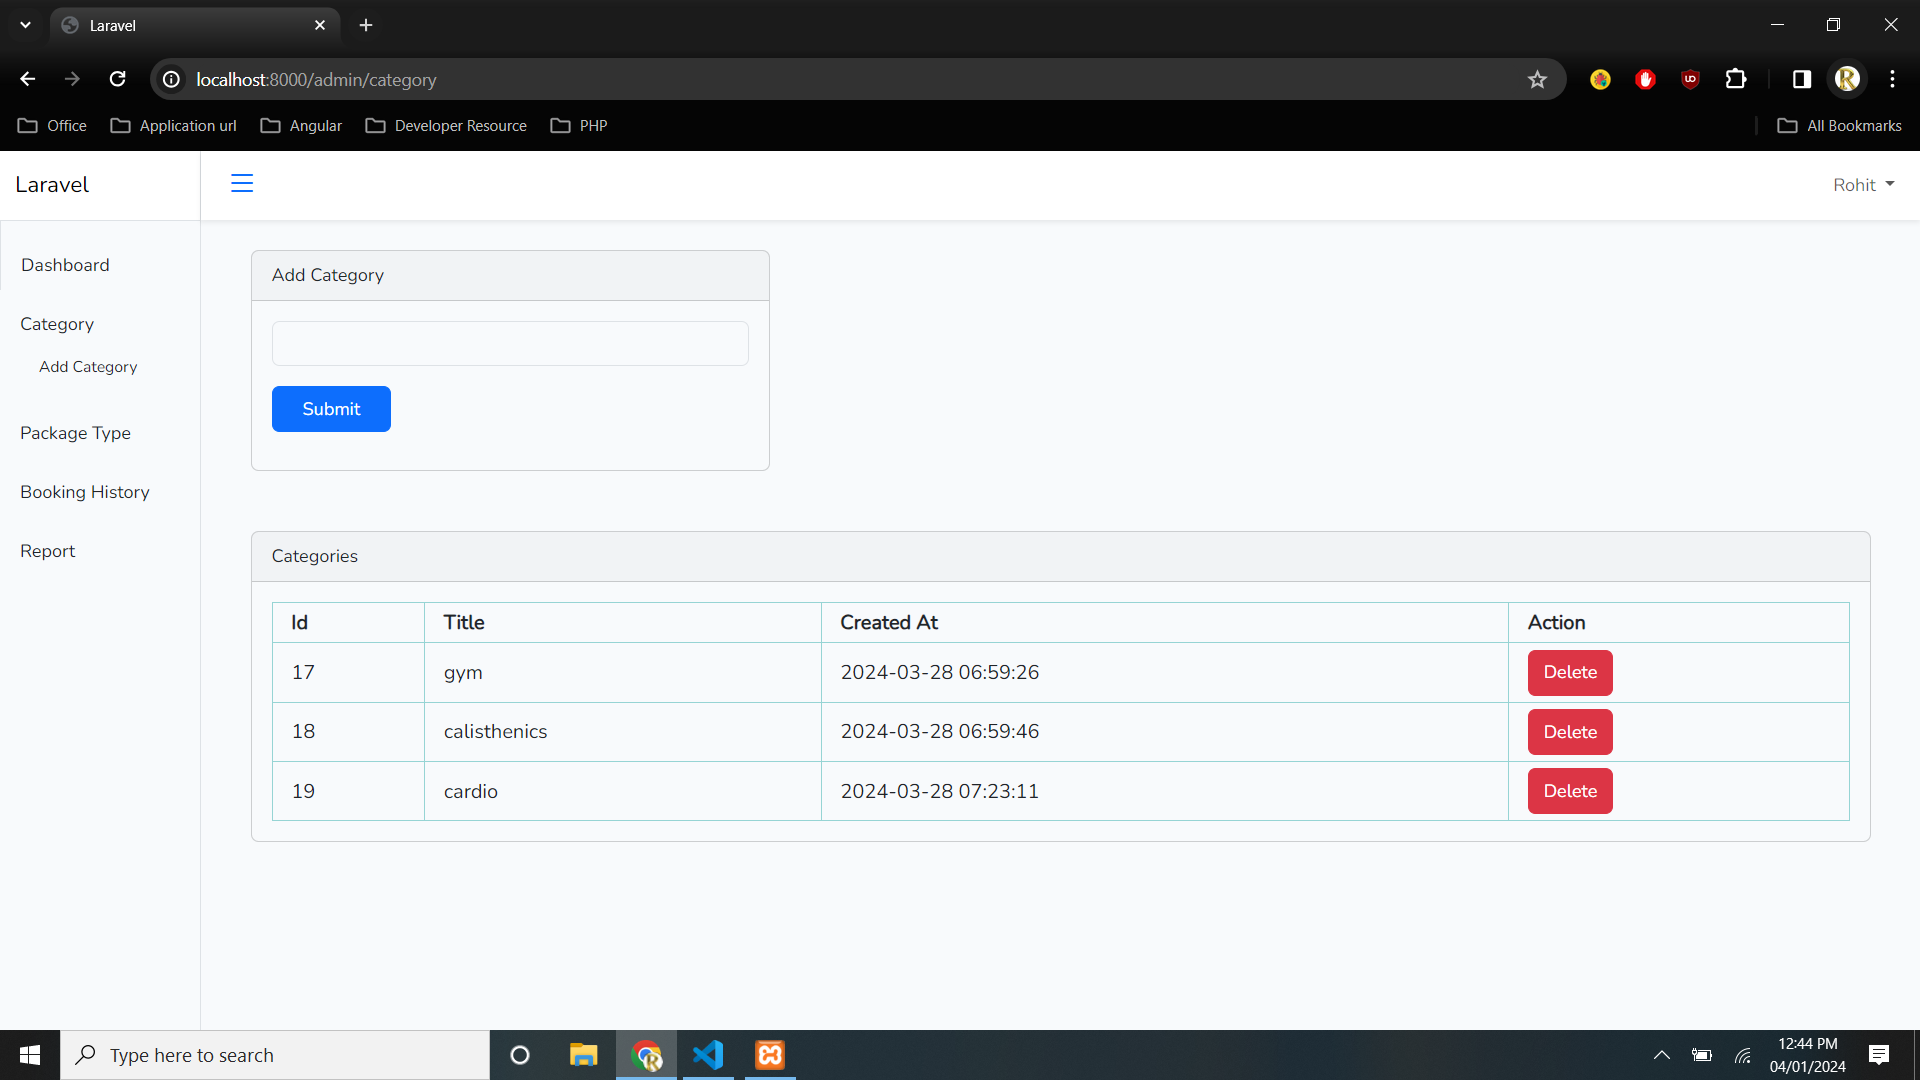 Laravel
localhost:8000/admin/category
Office
Application url
Angular
Developer Resource
PHP
All Bookmarks
Laravel
Rohit
Dashboard
Category
Add Category
Package Type
Booking History
Report
Add Category
Submit
Categories
Id Title Created At Action
17 gym 2024-03-28 06:59:26 Delete
18 calisthenics 2024-03-28 06:59:46 Delete
19 cardio 2024-03-28 07:23:11 Delete
Type here to search
12:44 PM
04/01/2024